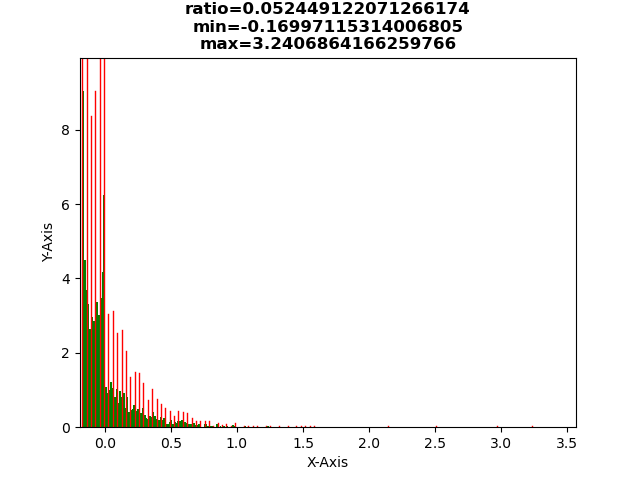 ratio=0.052449122071266174
min=-0.16997115314006805
max=3.2406864166259766
8
6
4
2
0
Y-Axis
0.0 0.5 1.0 1.5 2.0 2.5 3.0 3.5
X-Axis